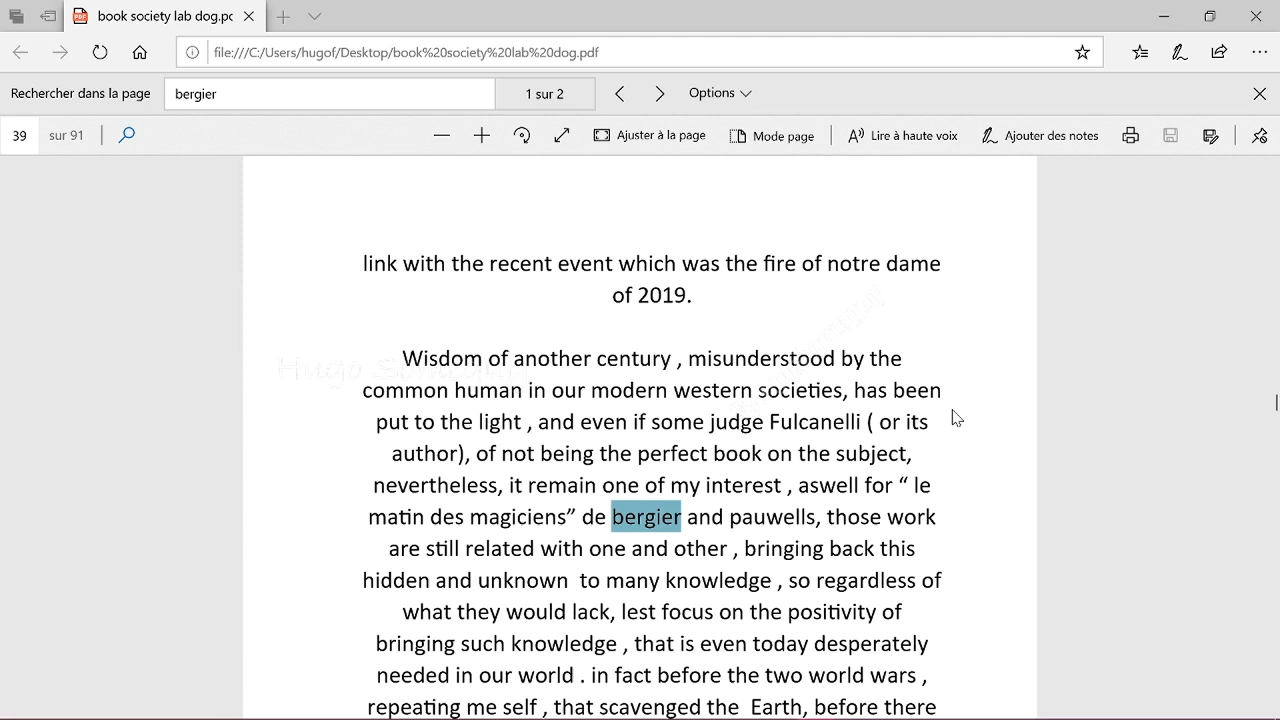 book society lab dog.pc
file:///C:/Users/hugof/Desktop/book%20society%20lab%20dog.pdf
Rechercher dans la page
bergier
1 sur 2
Options
39 sur 91
Ajuster à la page
Mode page
Lire à haute voix
Ajouter des notes
link with the recent event which was the fire of notre dame
of 2019.
Wisdom of another century , misunderstood by the
common human in our modern western societies, has been
put to the light , and even if some judge Fulcanelli ( or its
author), of not being the perfect book on the subject,
nevertheless, it remain one of my interest , aswell for “ le
matin des magiciens” de bergier and pauwells, those work
are still related with one and other , bringing back this
hidden and unknown  to many knowledge , so regardless of
what they would lack, lest focus on the positivity of
bringing such knowledge , that is even today desperately
needed in our world . in fact before the two world wars ,
repeating me self , that scavenged the  Earth, before there
Hugo